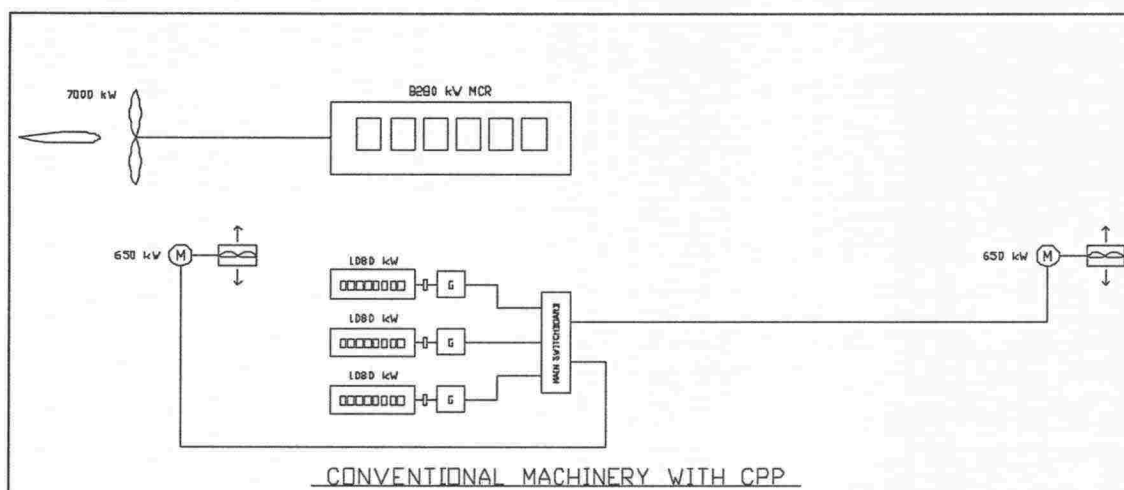 7000 kW
8280 kW MCR
650 kW
M
M
650 kW
1080 kW
G
1080 kW
G
1080 kW
G
MAIN SWITCHBOARD
CONVENTIONAL MACHINERY WITH CPP